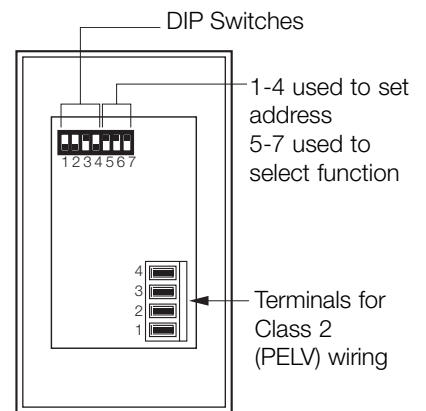 DIP Switches
1-4 used to set
address
5-7 used to
select function
1234567
4
3
2
1
Terminals for
Class 2
(PELV) wiring